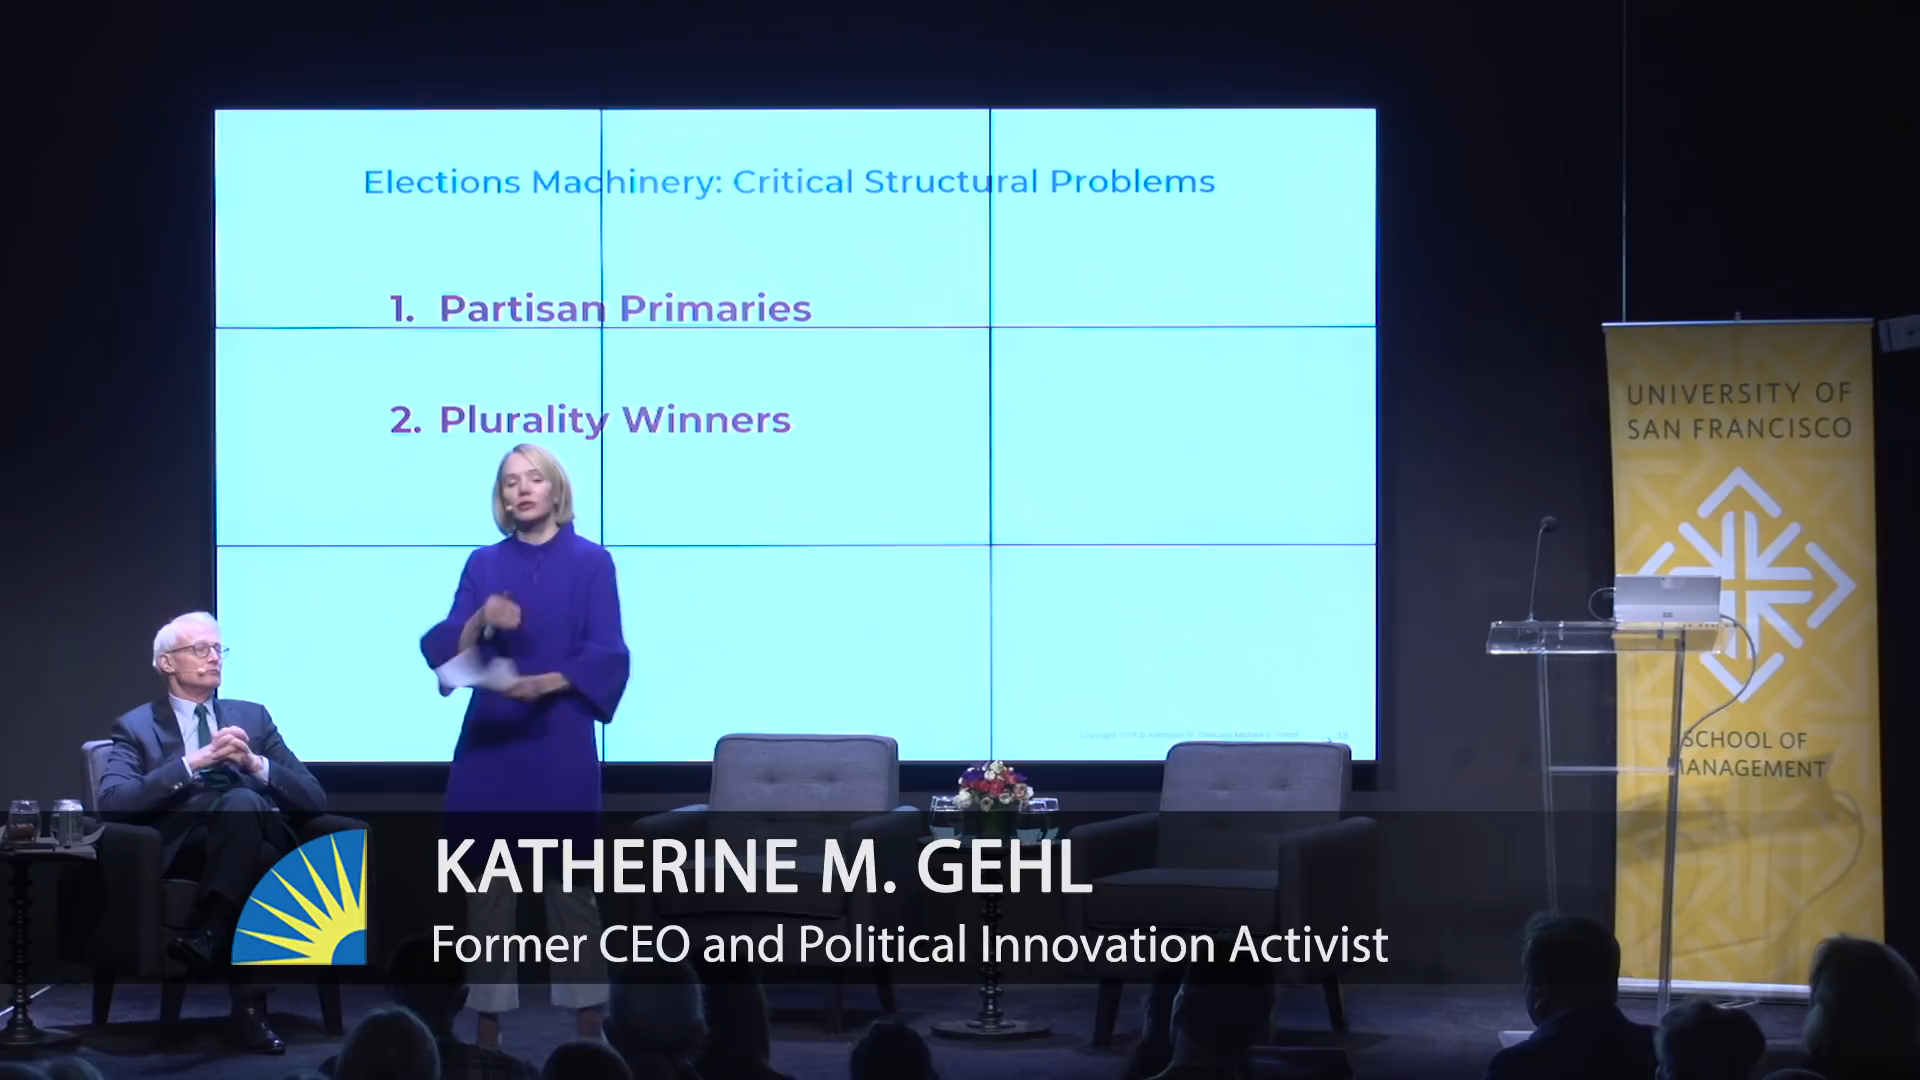 Elections Machinery: Critical Structural Problems
1. Partisan Primaries
2. Plurality Winners
UNIVERSITY OF
SAN FRANCISCO
SCHOOL OF
MANAGEMENT
KATHERINE M. GEHL
Former CEO and Political Innovation Activist